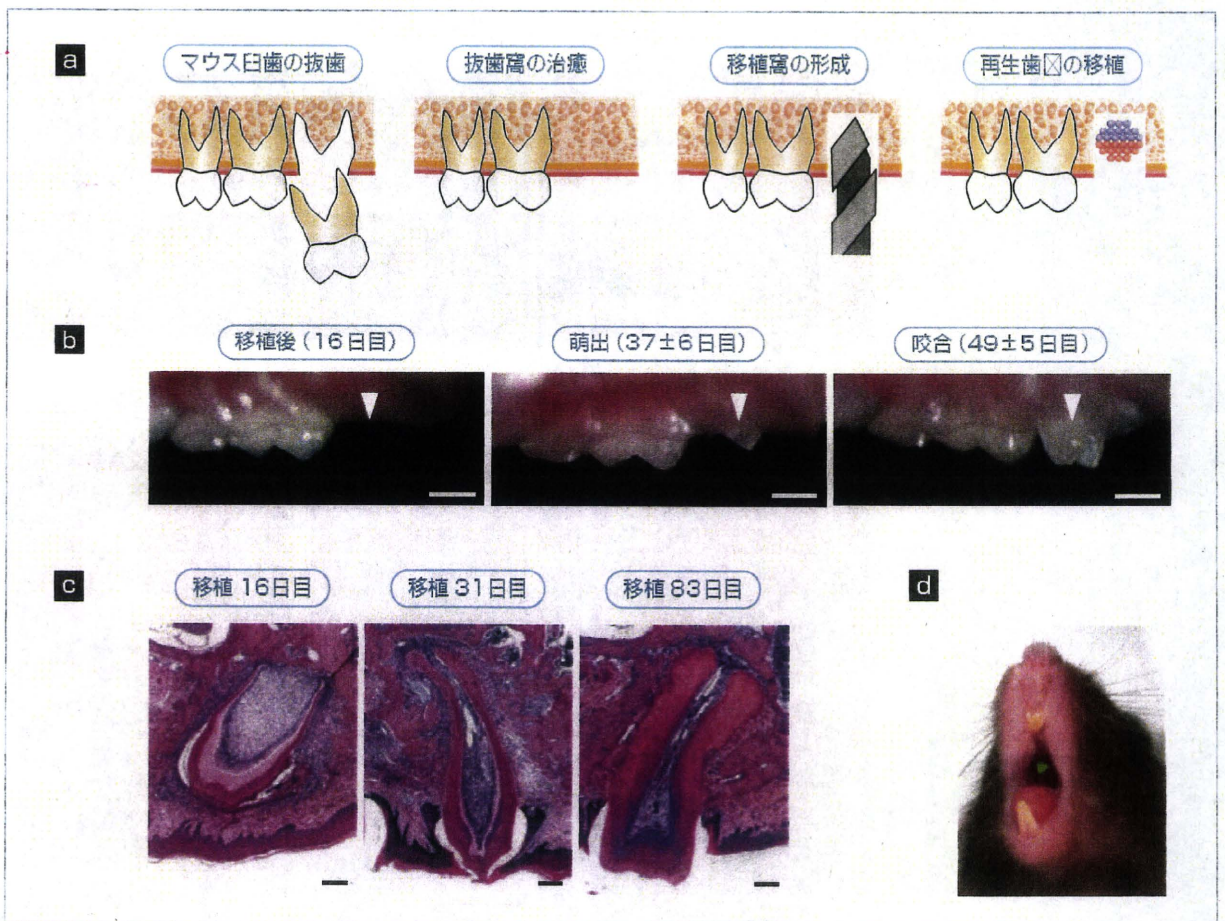 a
マウス臼歯の抜歯
抜歯窩の治癒
移植窩の形成
再生歯〼の移植
b
移植後（16日目）
萌出（37±6日目）
咬合（49±5日目）
c
移植 16日目
移植 31日目
移植 83日目
d